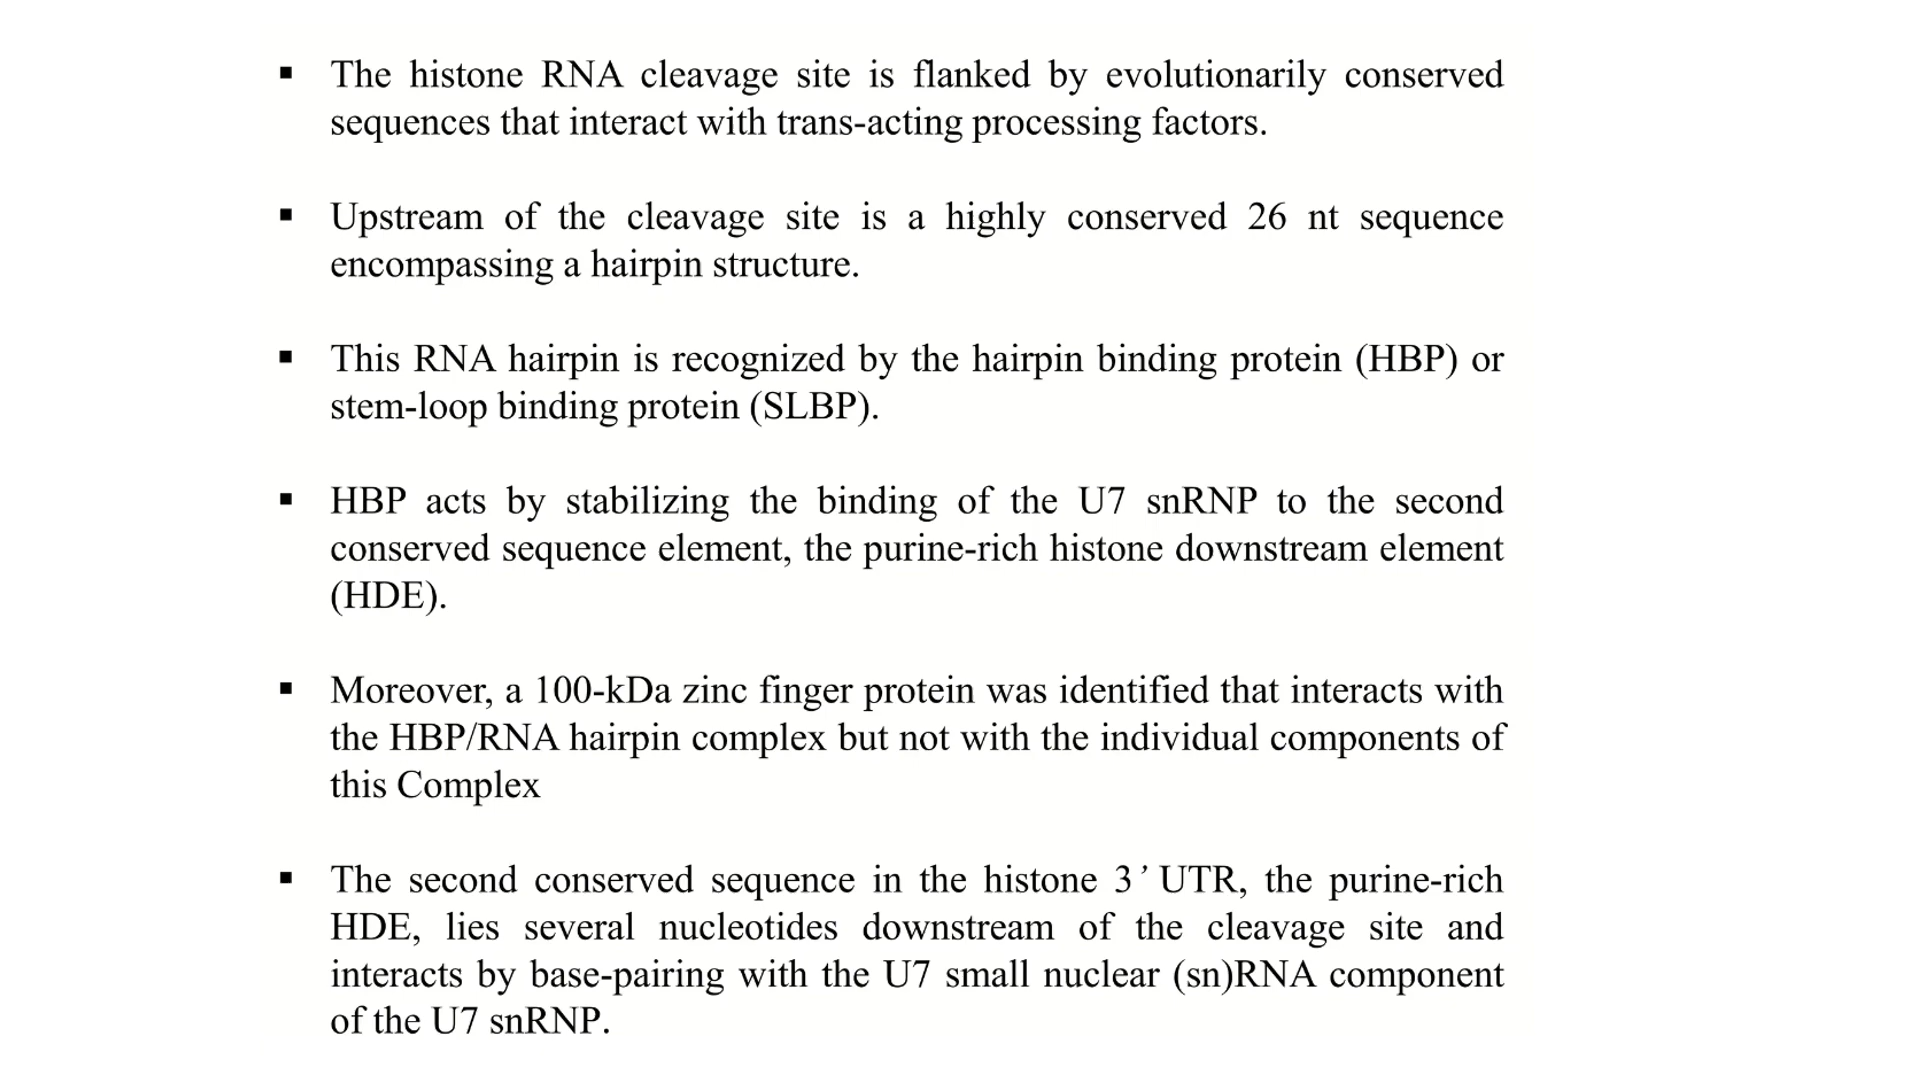 ▪ The histone RNA cleavage site is flanked by evolutionarily conserved
sequences that interact with trans-acting processing factors.
▪ Upstream of the cleavage site is a highly conserved 26 nt sequence
encompassing a hairpin structure.
▪ This RNA hairpin is recognized by the hairpin binding protein (HBP) or
stem-loop binding protein (SLBP).
▪ HBP acts by stabilizing the binding of the U7 snRNP to the second
conserved sequence element, the purine-rich histone downstream element
(HDE).
▪ Moreover, a 100-kDa zinc finger protein was identified that interacts with
the HBP/RNA hairpin complex but not with the individual components of
this Complex
▪ The second conserved sequence in the histone 3’ UTR, the purine-rich
HDE, lies several nucleotides downstream of the cleavage site and
interacts by base-pairing with the U7 small nuclear (sn)RNA component
of the U7 snRNP.